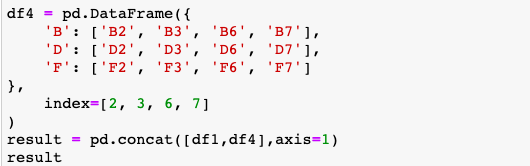 df4 = pd.DataFrame({
    'B': ['B2', 'B3', 'B6', 'B7'],
    'D': ['D2', 'D3', 'D6', 'D7'],
    'F': ['F2', 'F3', 'F6', 'F7']
},
    index=[2, 3, 6, 7]
)
result = pd.concat([df1,df4],axis=1)
result